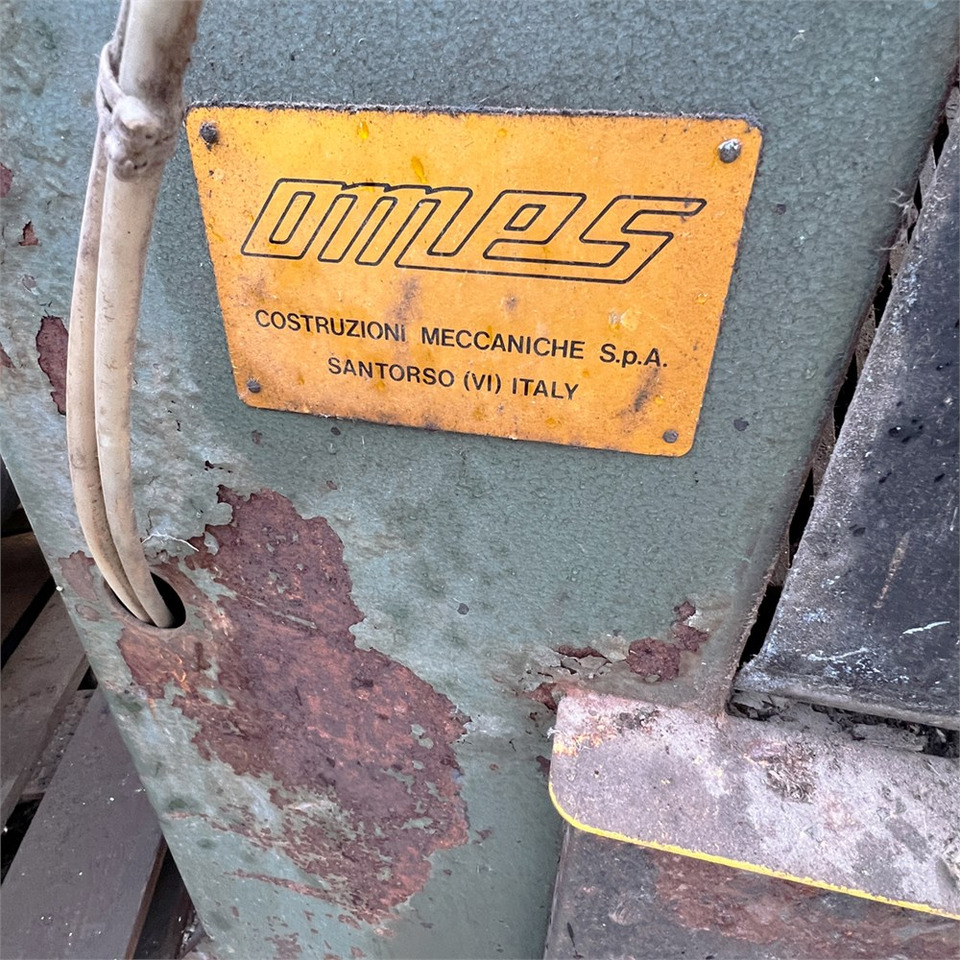 omes
COSTRUZIONI MECCANICHE S.p.A.
SANTORSO (VI) ITALY